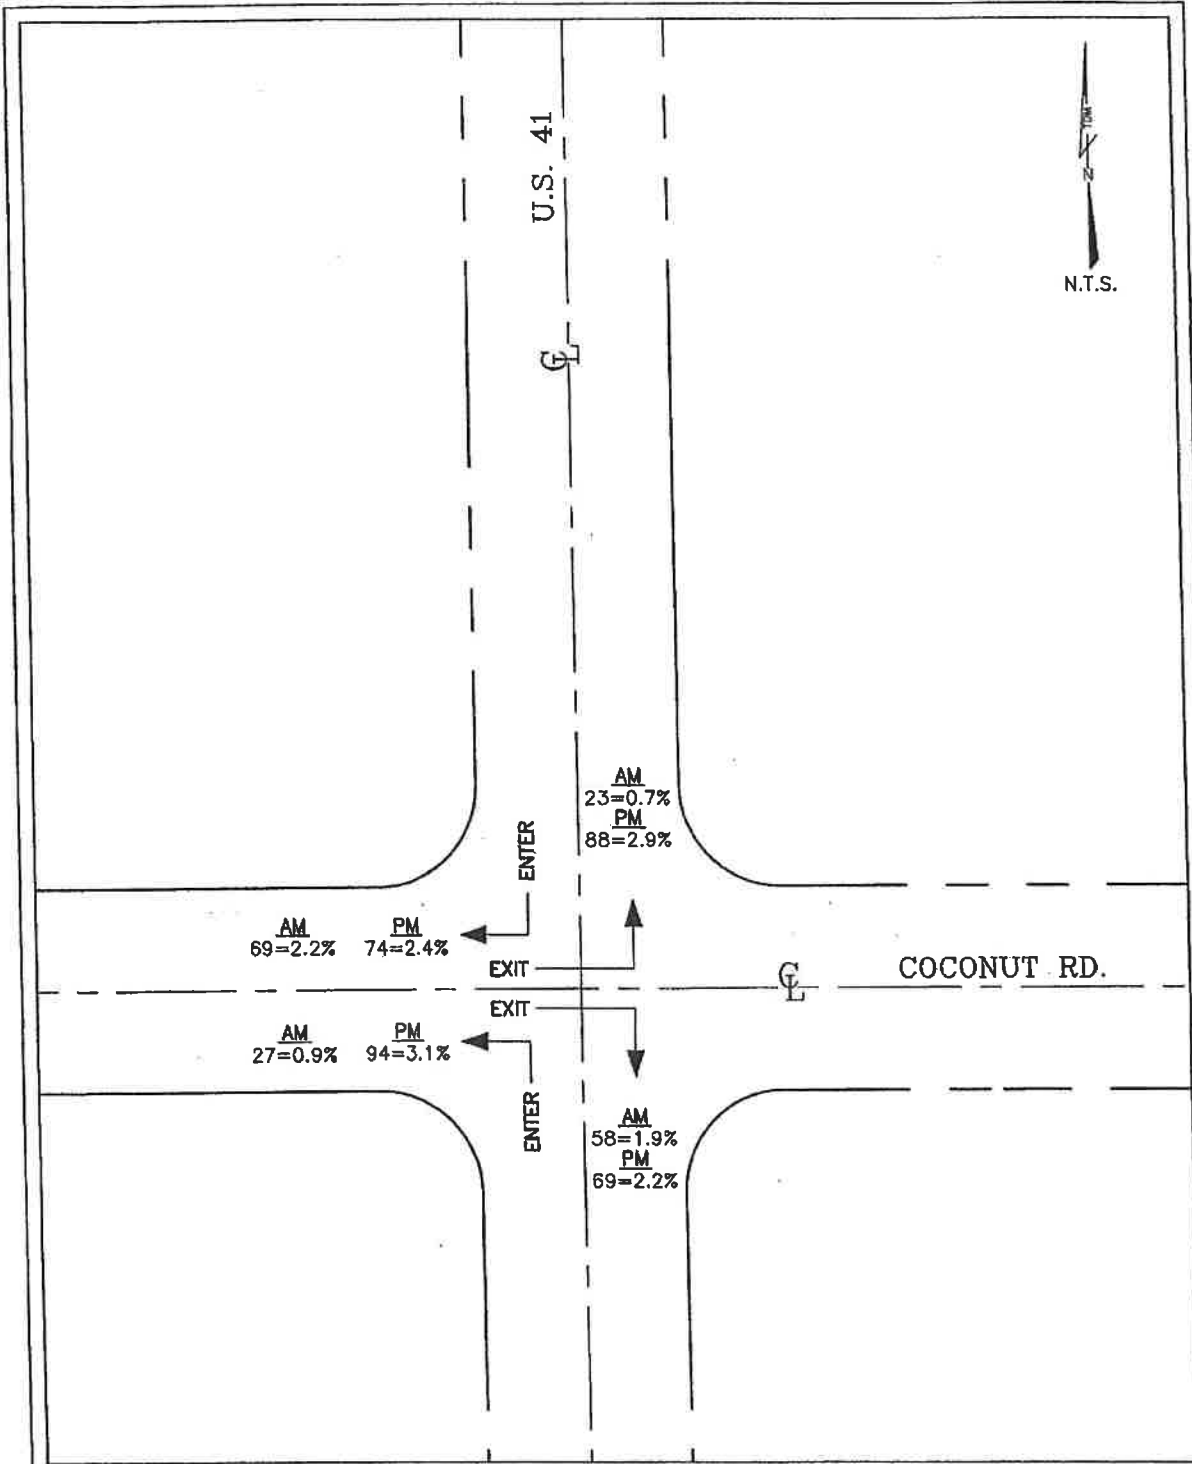 U.S. 41
N
N.T.S.
C
L
AM
23=0.7%
PM
88=2.9%
ENTER
AM
69=2.2%
PM
74=2.4%
EXIT
C
L
COCONUT RD.
EXIT
AM
27=0.9%
PM
94=3.1%
ENTER
AM
58=1.9%
PM
69=2.2%